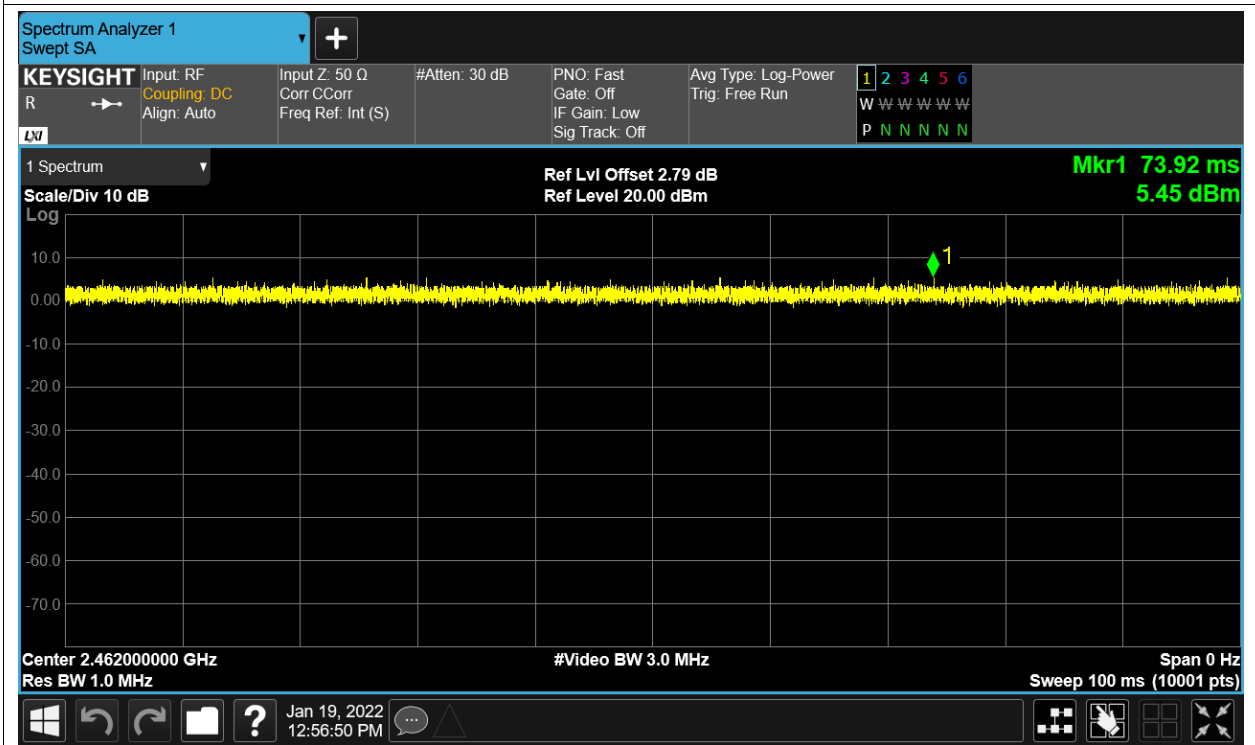 Spectrum Analyzer 1
Swept SA
KEYSIGHT
R
LXI
Input: RF
Coupling: DC
Align: Auto
Input Z: 50 Ω
Corr CCorr
Freq Ref: Int (S)
#Atten: 30 dB
PNO: Fast
Gate: Off
IF Gain: Low
Sig Track: Off
Avg Type: Log-Power
Trig: Free Run
1 2 3 4 5 6
W W W W W W
P N N N N N
1 Spectrum
Scale/Div 10 dB
Log
Ref Lvl Offset 2.79 dB
Ref Level 20.00 dBm
Mkr1 73.92 ms
5.45 dBm
1
10.0
0.00
-10.0
-20.0
-30.0
-40.0
-50.0
-60.0
-70.0
Center 2.462000000 GHz
Res BW 1.0 MHz
#Video BW 3.0 MHz
Span 0 Hz
Sweep 100 ms (10001 pts)
?
Jan 19, 2022
12:56:50 PM